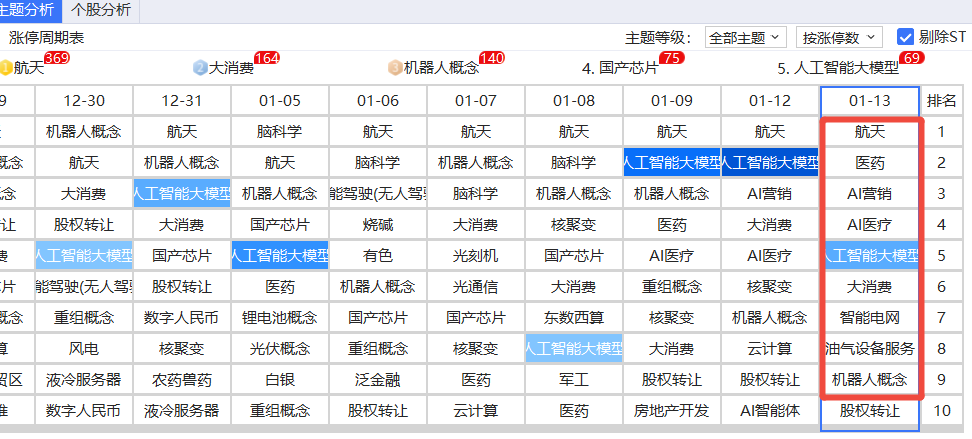 主题分析 个股分析
涨停周期表 主题等级: 全部主题 按涨停数 剔除ST
1 航天 369 2 大消费 164 3 机器人概念 140 4. 国产芯片 75 5. 人工智能大模型 69
9 12-30 12-31 01-05 01-06 01-07 01-08 01-09 01-12 01-13 排名
机器人概念 航天 脑科学 航天 航天 航天 航天 航天 航天 1
概念 航天 机器人概念 航天 脑科学 机器人概念 脑科学 人工智能大模型 人工智能大模型 医药 2
念 大消费 人工智能大模型 机器人概念 能驾驶(无人驾 脑科学 机器人概念 机器人概念 AI营销 AI营销 3
让 股权转让 大消费 国产芯片 烧碱 大消费 核聚变 医药 大消费 AI医疗 4
费 人工智能大模型 国产芯片 人工智能大模型 有色 光刻机 国产芯片 AI医疗 AI医疗 人工智能大模型 5
片 能驾驶(无人驾 股权转让 医药 机器人概念 光通信 大消费 重组概念 核聚变 大消费 6
概念 重组概念 数字人民币 锂电池概念 国产芯片 国产芯片 东数西算 核聚变 机器人概念 智能电网 7
算 风电 核聚变 光伏概念 重组概念 核聚变 人工智能大模型 大消费 云计算 油气设备服务 8
贸区 液冷服务器 农药兽药 白银 泛金融 医药 军工 股权转让 股权转让 机器人概念 9
数字人民币 液冷服务器 重组概念 股权转让 云计算 医药 房地产开发 AI智能体 股权转让 10